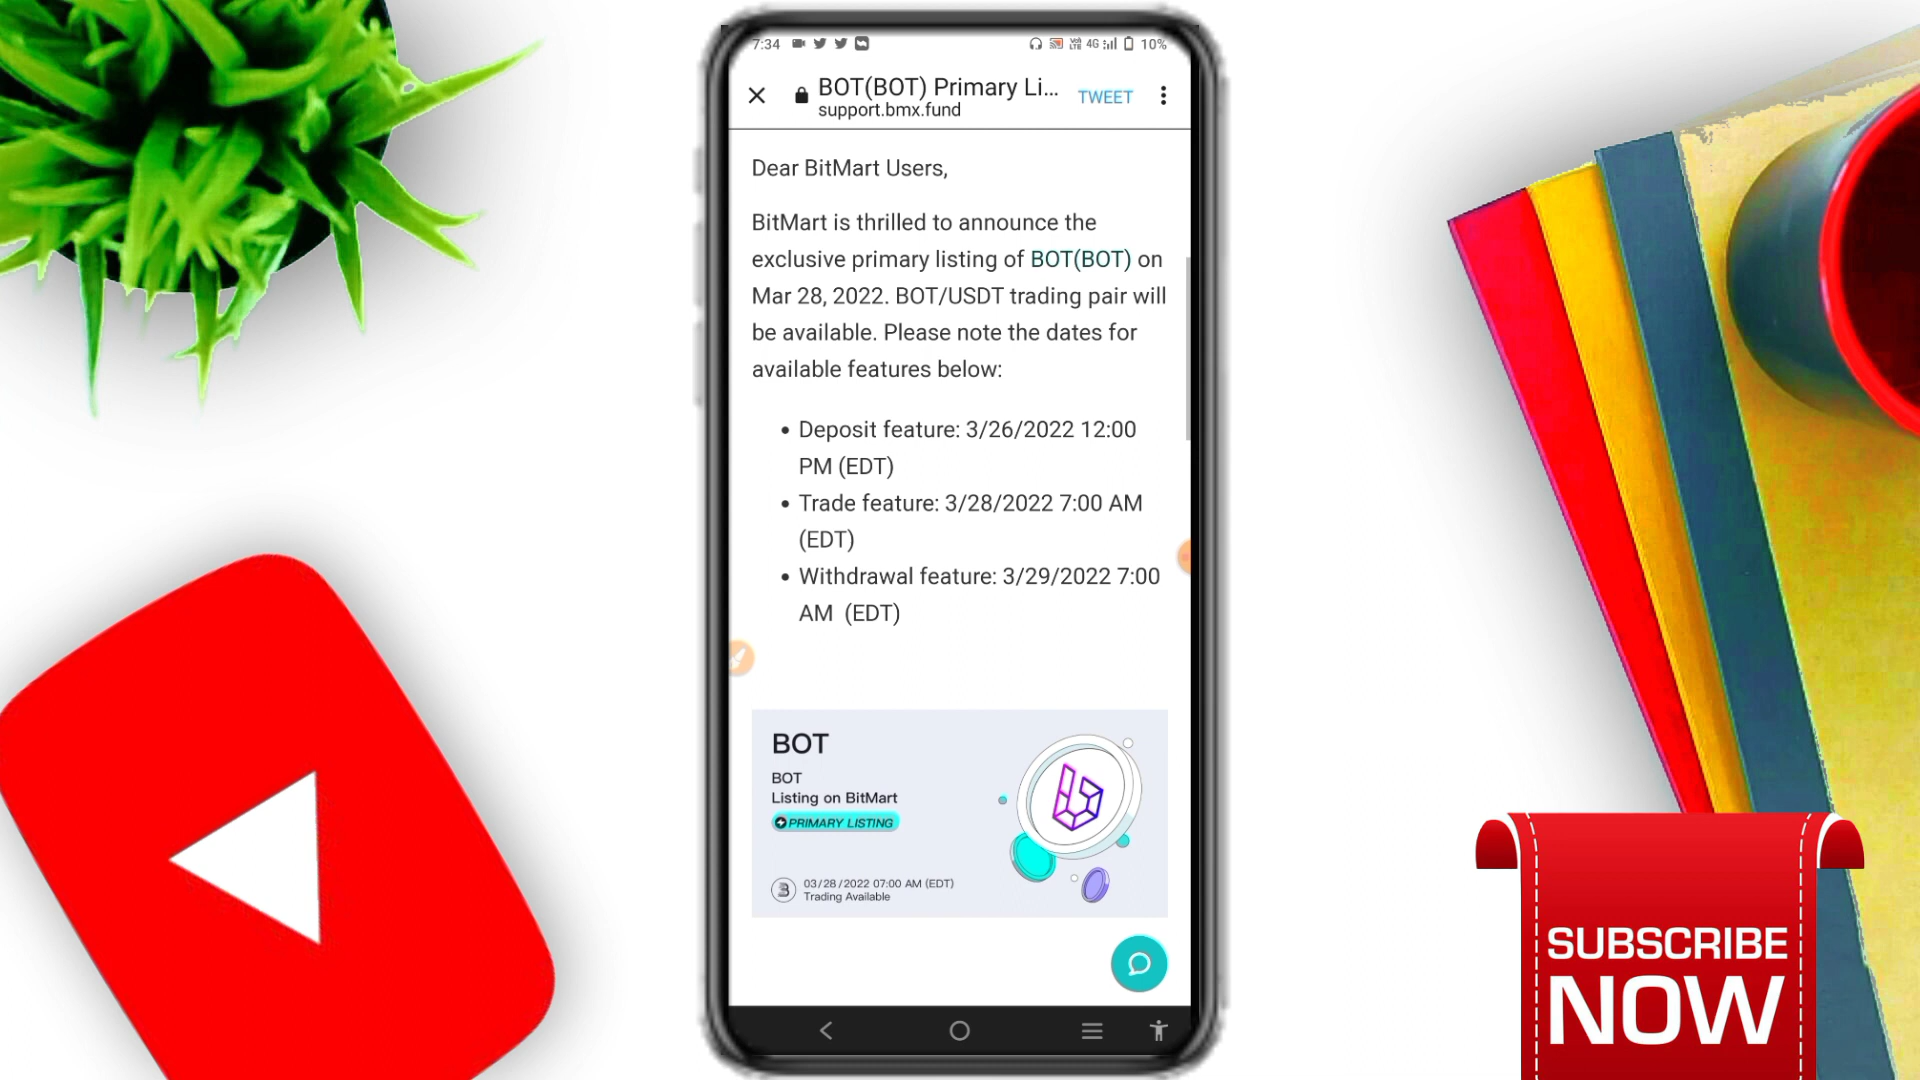 7:34
4G
10%
BOT(BOT) Primary Li...
support.bmx.fund
TWEET
Dear BitMart Users,
BitMart is thrilled to announce the
exclusive primary listing of BOT(BOT) on
Mar 28, 2022. BOT/USDT trading pair will
be available. Please note the dates for
available features below:
• Deposit feature: 3/26/2022 12:00
PM (EDT)
• Trade feature: 3/28/2022 7:00 AM
(EDT)
• Withdrawal feature: 3/29/2022 7:00
AM (EDT)
BOT
BOT
Listing on BitMart
PRIMARY LISTING
03/28/2022 07:00 AM (EDT)
Trading Available
SUBSCRIBE
NOW